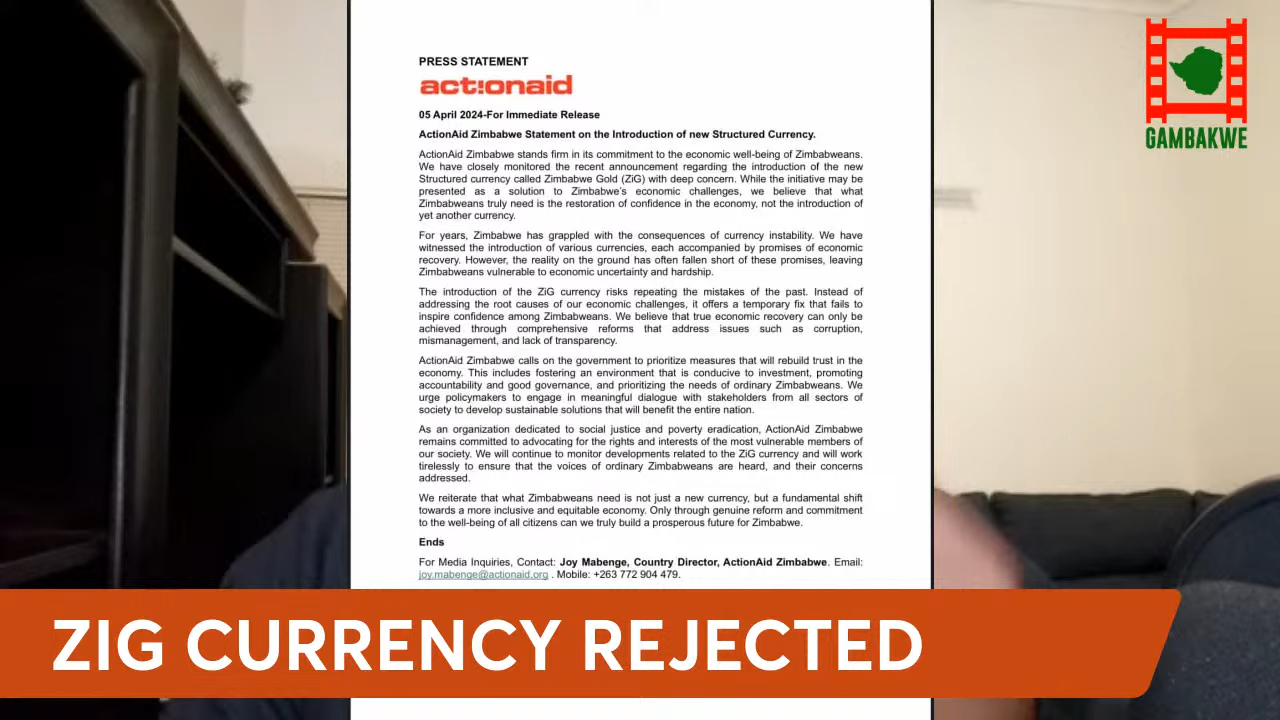 PRESS STATEMENT
act!onaid
05 April 2024-For Immediate Release
ActionAid Zimbabwe Statement on the Introduction of new Structured Currency.
ActionAid Zimbabwe stands firm in its commitment to the economic well-being of Zimbabweans.
We have closely monitored the recent announcement regarding the introduction of the new
Structured currency called Zimbabwe Gold (ZiG) with deep concern. While the initiative may be
presented as a solution to Zimbabwe's economic challenges, we believe that what
Zimbabweans truly need is the restoration of confidence in the economy, not the introduction of
yet another currency.
For years, Zimbabwe has grappled with the consequences of currency instability. We have
witnessed the introduction of various currencies, each accompanied by promises of economic
recovery. However, the reality on the ground has often fallen short of these promises, leaving
Zimbabweans vulnerable to economic uncertainty and hardship.
The introduction of the ZiG currency risks repeating the mistakes of the past. Instead of
addressing the root causes of our economic challenges, it offers a temporary fix that fails to
inspire confidence among Zimbabweans. We believe that true economic recovery can only be
achieved through comprehensive reforms that address issues such as corruption,
mismanagement, and lack of transparency.
ActionAid Zimbabwe calls on the government to prioritize measures that will rebuild trust in the
economy. This includes fostering an environment that is conducive to investment, promoting
accountability and good governance, and prioritizing the needs of ordinary Zimbabweans. We
urge policymakers to engage in meaningful dialogue with stakeholders from all sectors of
society to develop sustainable solutions that will benefit the entire nation.
As an organization dedicated to social justice and poverty eradication, ActionAid Zimbabwe
remains committed to advocating for the rights and interests of the most vulnerable members of
our society. We will continue to monitor developments related to the ZiG currency and will work
tirelessly to ensure that the voices of ordinary Zimbabweans are heard, and their concerns
addressed.
We reiterate that what Zimbabweans need is not just a new currency, but a fundamental shift
towards a more inclusive and equitable economy. Only through genuine reform and commitment
to the well-being of all citizens can we truly build a prosperous future for Zimbabwe.
Ends
For Media Inquiries, Contact: Joy Mabenge, Country Director, ActionAid Zimbabwe. Email:
joy.mabenge@actionaid.org . Mobile: +263 772 904 479.
GAMBAKWE
ZIG CURRENCY REJECTED